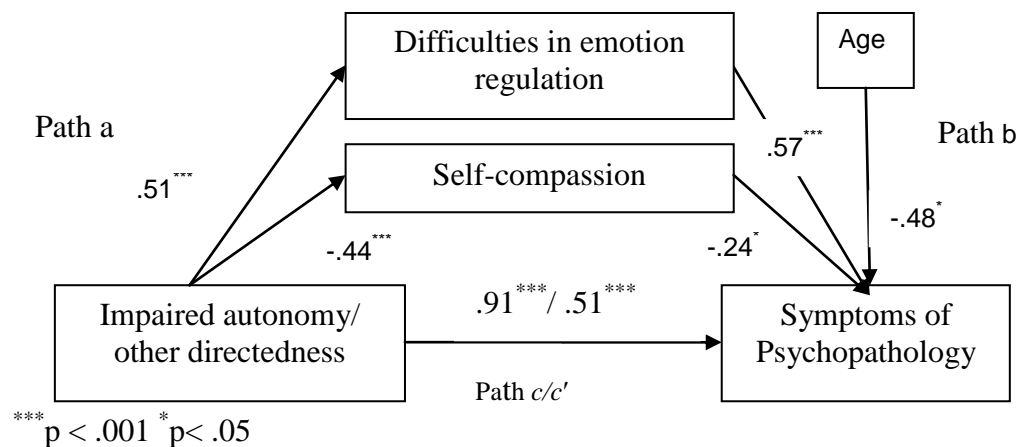 Difficulties in emotion
regulation
Age
Path a
Path b
.57***
.51***
Self-compassion
-.44***
-.24*
-.48*
.91***/ .51***
Impaired autonomy/
other directedness
Symptoms of
Psychopathology
Path c/c′
***p < .001 *p< .05